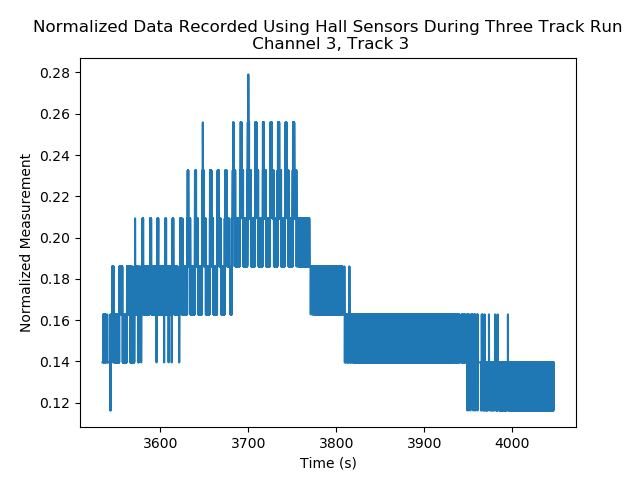 Normalized Data Recorded Using Hall Sensors During Three Track Run
Channel 3, Track 3
0.28
0.26
0.24
0.22
0.20
0.18
0.16
0.14
0.12
Normalized Measurement
3600 3700 3800 3900 4000
Time (s)